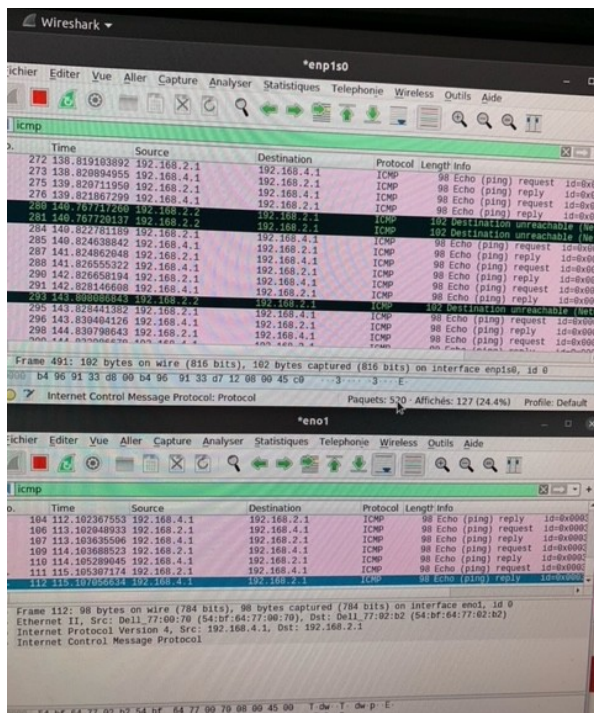 Wireshark
*enp1s0
ichier Editer Vue Aller Capture Analyser Statistiques Telephonie Wireless Outils Aide
icmp
Time Source Destination Protocol Length Info
272 138.819103892 192.168.2.1 192.168.4.1 ICMP 98 Echo (ping) request
273 138.820894955 192.168.4.1 192.168.2.1 ICMP 98 Echo (ping) reply
275 139.820711950 192.168.2.1 192.168.4.1 ICMP 98 Echo (ping) request
276 139.821867299 192.168.4.1 192.168.2.1 ICMP 98 Echo (ping) reply
280 140.767717260 192.168.2.2 192.168.2.1 ICMP 102 Destination unreachable
281 140.767720137 192.168.2.2 192.168.2.1 ICMP 102 Destination unreachable
284 140.822781189 192.168.2.1 192.168.4.1 ICMP 98 Echo (ping) request
285 140.824638842 192.168.4.1 192.168.2.1 ICMP 98 Echo (ping) reply
287 141.824862048 192.168.2.1 192.168.4.1 ICMP 98 Echo (ping) request
288 141.826555322 192.168.4.1 192.168.2.1 ICMP 98 Echo (ping) reply
290 142.826658194 192.168.2.1 192.168.4.1 ICMP 98 Echo (ping) request
291 142.828146608 192.168.4.1 192.168.2.1 ICMP 98 Echo (ping) reply
293 143.808086843 192.168.2.2 192.168.2.1 ICMP 102 Destination unreachable
295 143.828441382 192.168.2.1 192.168.4.1 ICMP 98 Echo (ping) request
296 143.830404126 192.168.4.1 192.168.2.1 ICMP 98 Echo (ping) reply
298 144.830798643 192.168.2.1 192.168.4.1 ICMP 98 Echo (ping) request
Frame 491: 102 bytes on wire (816 bits), 102 bytes captured (816 bits) on interface enp1s0, id 0
b4 96 91 33 d8 00 b4 96 91 33 d7 12 08 00 45 c0
Internet Control Message Protocol: Protocol Paquets: 520 · Affichés: 127 (24.4%) Profile: Default
*eno1
ichier Editer Vue Aller Capture Analyser Statistiques Telephonie Wireless Outils Aide
icmp
Time Source Destination Protocol Length Info
104 112.102367553 192.168.4.1 192.168.2.1 ICMP 98 Echo (ping) reply
106 113.102048933 192.168.2.1 192.168.4.1 ICMP 98 Echo (ping) request
107 113.103635506 192.168.4.1 192.168.2.1 ICMP 98 Echo (ping) reply
109 114.103688523 192.168.2.1 192.168.4.1 ICMP 98 Echo (ping) request
110 114.105289045 192.168.4.1 192.168.2.1 ICMP 98 Echo (ping) reply
111 115.105307174 192.168.2.1 192.168.4.1 ICMP 98 Echo (ping) request
112 115.107056634 192.168.4.1 192.168.2.1 ICMP 98 Echo (ping) reply
Frame 112: 98 bytes on wire (784 bits), 98 bytes captured (784 bits) on interface eno1, id 0
Ethernet II, Src: Dell_77:00:70 (54:bf:64:77:00:70), Dst: Dell_77:02:b2 (54:bf:64:77:02:b2)
Internet Protocol Version 4, Src: 192.168.4.1, Dst: 192.168.2.1
Internet Control Message Protocol